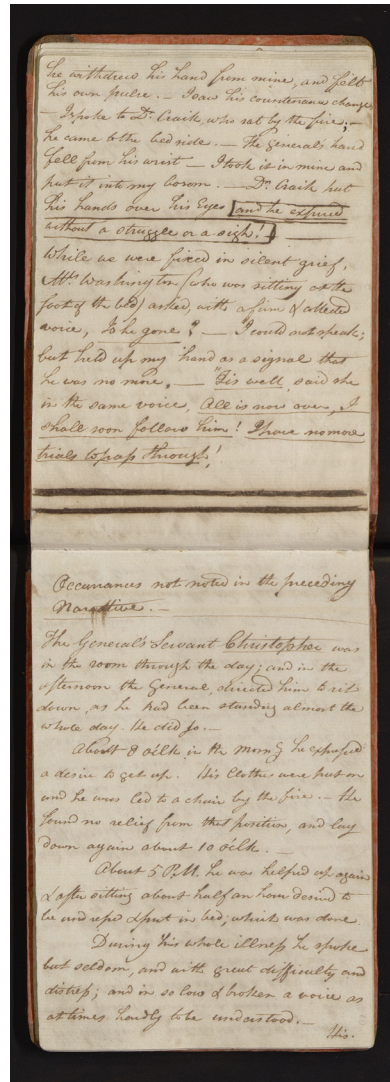 he withdrew his hand from mine, and felt
his own pulse. — I saw his countenance change
— I spoke to Dr. Craik, who sat by the fire; —
he came to the bed side. — The general's hand
fell from his wrist — I took it in mine and
put it into my bosom. — Dr. Craik put
his hands over his Eyes [and he expired
without a struggle or a sigh!]
While we were fixed in silent grief,
Mrs. Washington (who was sitting at the
foot of the bed) asked, with a firm & collected
voice, Is he gone? — I could not speak;
but held up my hand as a signal that
he was no more. — "'Tis well, said she
in the same voice, All is now over, I
shall soon follow him! I have no more
trials to pass through!
Occurrances not noted in the preceding
Narrative. —
The General's Servant Christopher was
in the room through the day; and in the
afternoon the General directed him to sit
down, as he had been standing almost the
whole day. He did so. —
About 8 oClk in the morng he expressed
a desire to get up. His Clothes were put on
and he was led to a chair by the fire. — He
found no relief from that position, and lay
down again about 10 oClk. —
About 5 P.M. he was helped up again
& after sitting about half an hour desired to
be undressed & put in bed; which was done.
During his whole illness he spoke
but seldom, and with great difficulty and
distress; and in so low & broken a voice as
at times hardly to be understood. —
His.